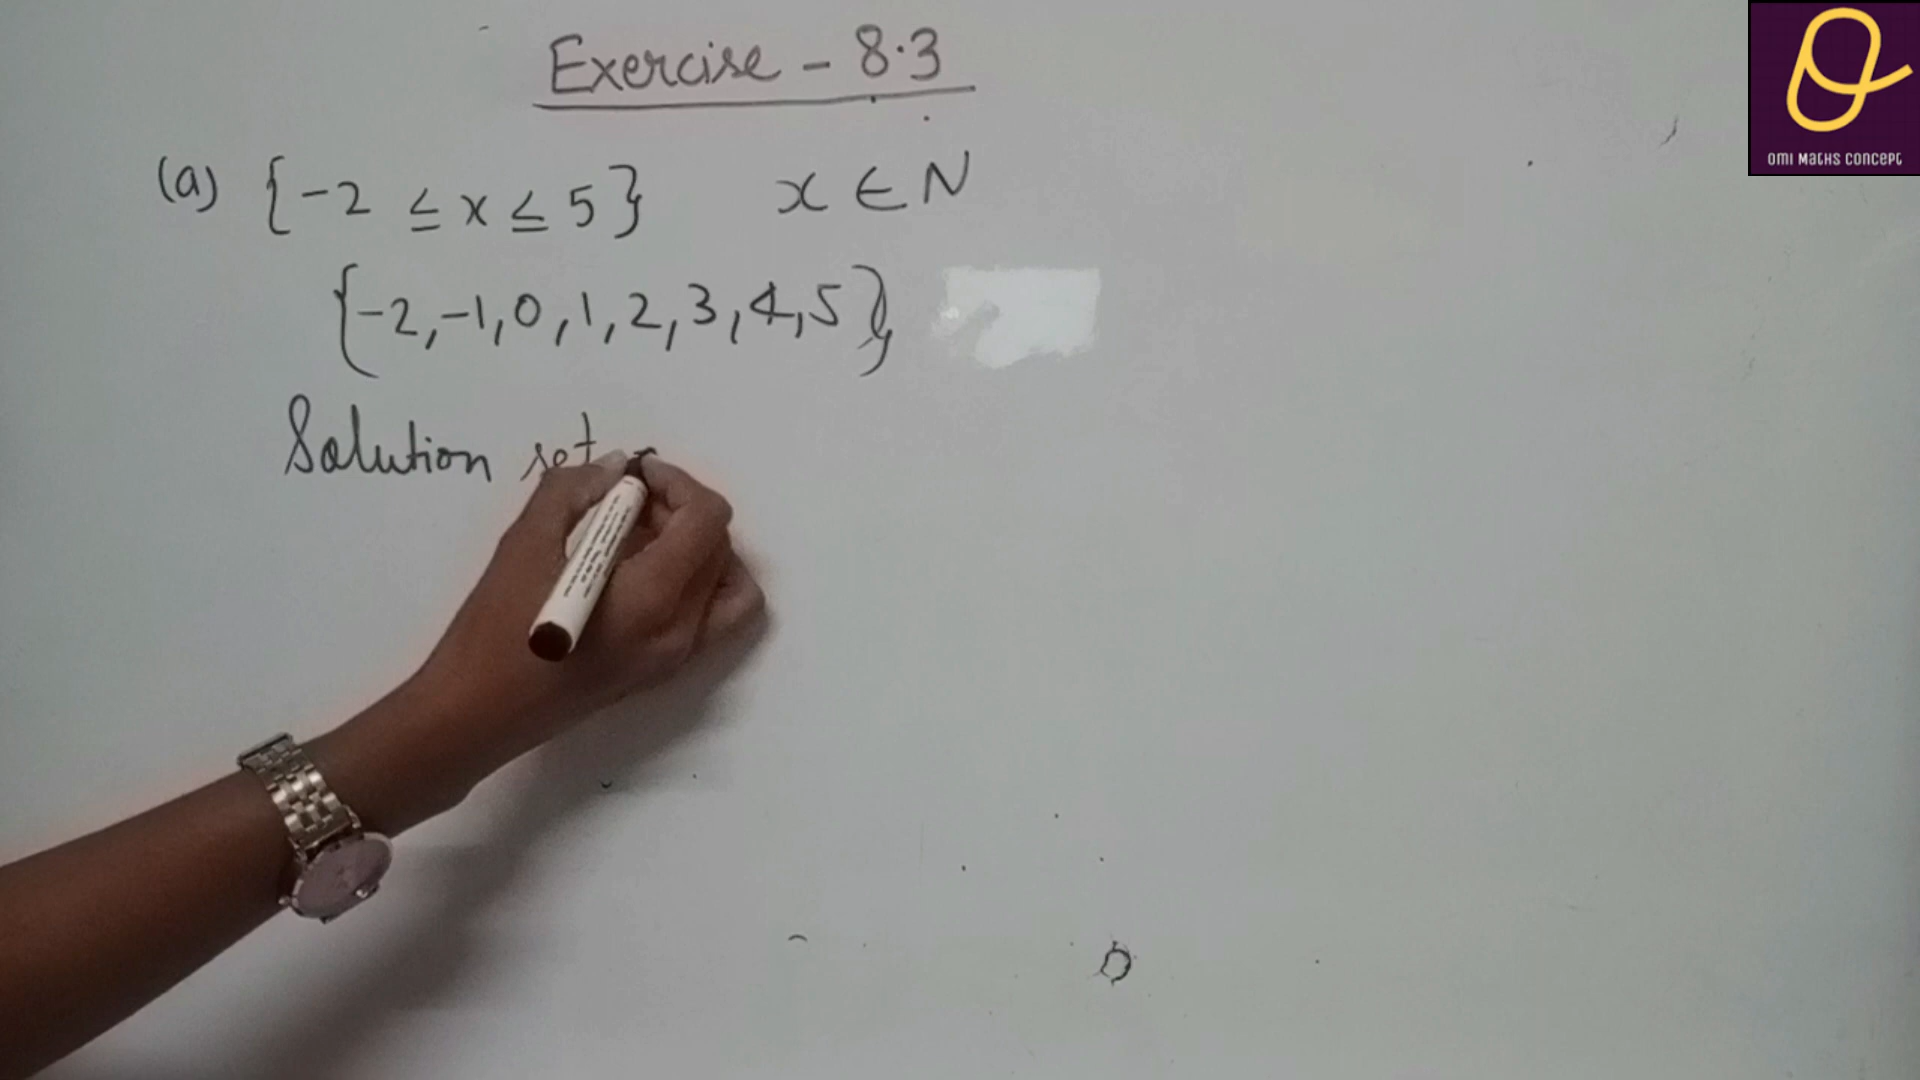 Exercise - 8.3
(a) {-2 ≤ x ≤ 5} x ∈ N
{-2, -1, 0, 1, 2, 3, 4, 5},
Solution set
OMI MATHS CONCEPT